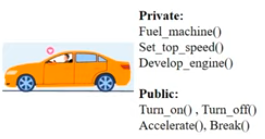 Private:
Fuel_machine()
Set_top_speed()
Develop_engine()
Public:
Turn_on() , Turn_off()
Accelerate(), Break()